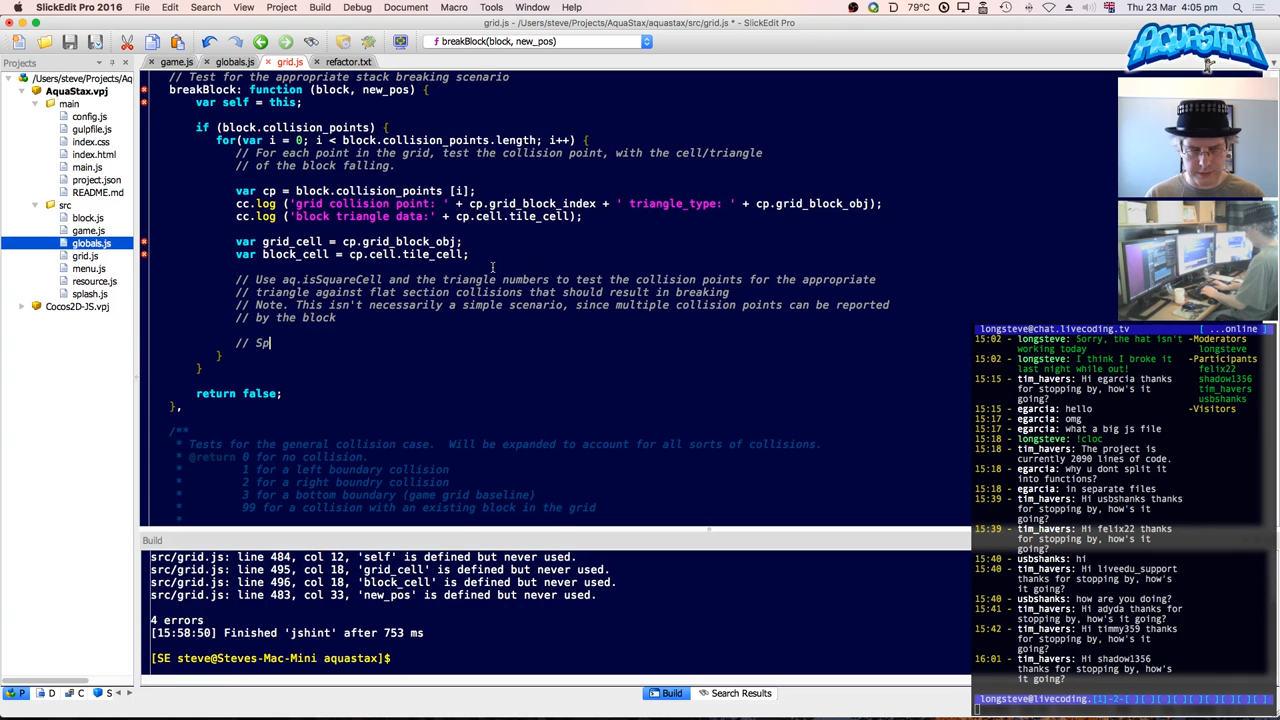 SlickEdit Pro 2016 File Edit Search View Project Build Debug Document Macro Tools Window Help
79°C
Thu 23 Mar 4:05 pm
grid.js - /Users/steve/Projects/AquaStax/aquastax/src/grid.js * - SlickEdit Pro
breakBlock(block, new_pos)
AQUASTAX
Projects
game.js globals.js grid.js refactor.txt
/Users/steve/Projects/Aq
AquaStax.vpj
main
config.js
gulpfile.js
index.css
index.html
main.js
project.json
README.md
src
block.js
game.js
globals.js
grid.js
menu.js
resource.js
splash.js
Cocos2D-JS.vpj
// Test for the appropriate stack breaking scenario
breakBlock: function (block, new_pos) {
var self = this;
if (block.collision_points) {
for(var i = 0; i < block.collision_points.length; i++) {
// For each point in the grid, test the collision point, with the cell/triangle
// of the block falling.
var cp = block.collision_points [i];
cc.log ('grid collision point: ' + cp.grid_block_index + ' triangle_type: ' + cp.grid_block_obj);
cc.log ('block triangle data:' + cp.cell.tile_cell);
var grid_cell = cp.grid_block_obj;
var block_cell = cp.cell.tile_cell;
// Use aq.isSquareCell and the triangle numbers to test the collision points for the appropriate
// triangle against flat section collisions that should result in breaking
// Note. This isn't necessarily a simple scenario, since multiple collision points can be reported
// by the block
// Sp
}
}
return false;
},
/**
* Tests for the general collision case. Will be expanded to account for all sorts of collisions.
* @return 0 for no collision.
* 1 for a left boundary collision
* 2 for a right boundry collision
* 3 for a bottom boundary (game grid baseline)
* 99 for a collision with an existing block in the grid
*
Build
src/grid.js: line 484, col 12, 'self' is defined but never used.
src/grid.js: line 495, col 18, 'grid_cell' is defined but never used.
src/grid.js: line 496, col 18, 'block_cell' is defined but never used.
src/grid.js: line 483, col 33, 'new_pos' is defined but never used.
4 errors
[15:58:50] Finished 'jshint' after 753 ms
[SE steve@Steves-Mac-Mini aquastax]$
P D C S
Build Search Results
longsteve@chat.livecoding.tv [ ...online ]
15:02 - longsteve: Sorry, the hat isn't
working today
15:02 - longsteve: I think I broke it
last night while out!
15:15 - tim_havers: Hi egarcia thanks
for stopping by, how's it
going?
15:15 - egarcia: hello
15:17 - egarcia: omg
15:17 - egarcia: what a big js file
15:18 - longsteve: !cloc
15:18 - tim_havers: The project is
currently 2090 lines of code.
15:18 - egarcia: why u dont split it
into functions?
15:18 - egarcia: in separate files
15:39 - tim_havers: Hi usbshanks thanks
for stopping by, how's it
going?
15:39 - tim_havers: Hi felix22 thanks
for stopping by, how's it
going?
15:40 - usbshanks: hi
15:40 - tim_havers: Hi liveedu_support
thanks for stopping by, how's
it going?
15:40 - usbshanks: how are you doing?
15:41 - tim_havers: Hi adyda thanks for
stopping by, how's it going?
15:42 - tim_havers: Hi timmy359 thanks
for stopping by, how's it
going?
16:01 - tim_havers: Hi shadow1356
thanks for stopping by, how's
it going?
-Moderators
longsteve
-Participants
felix22
shadow1356
tim_havers
usbshanks
-Visitors
longsteve@livecoding. [1]-2-[ ][ ][ ][ ][ ][ ][ ][ ]